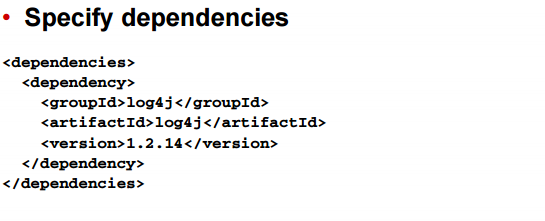 • Specify dependencies
<dependencies>
  <dependency>
    <groupId>log4j</groupId>
    <artifactId>log4j</artifactId>
    <version>1.2.14</version>
  </dependency>
</dependencies>